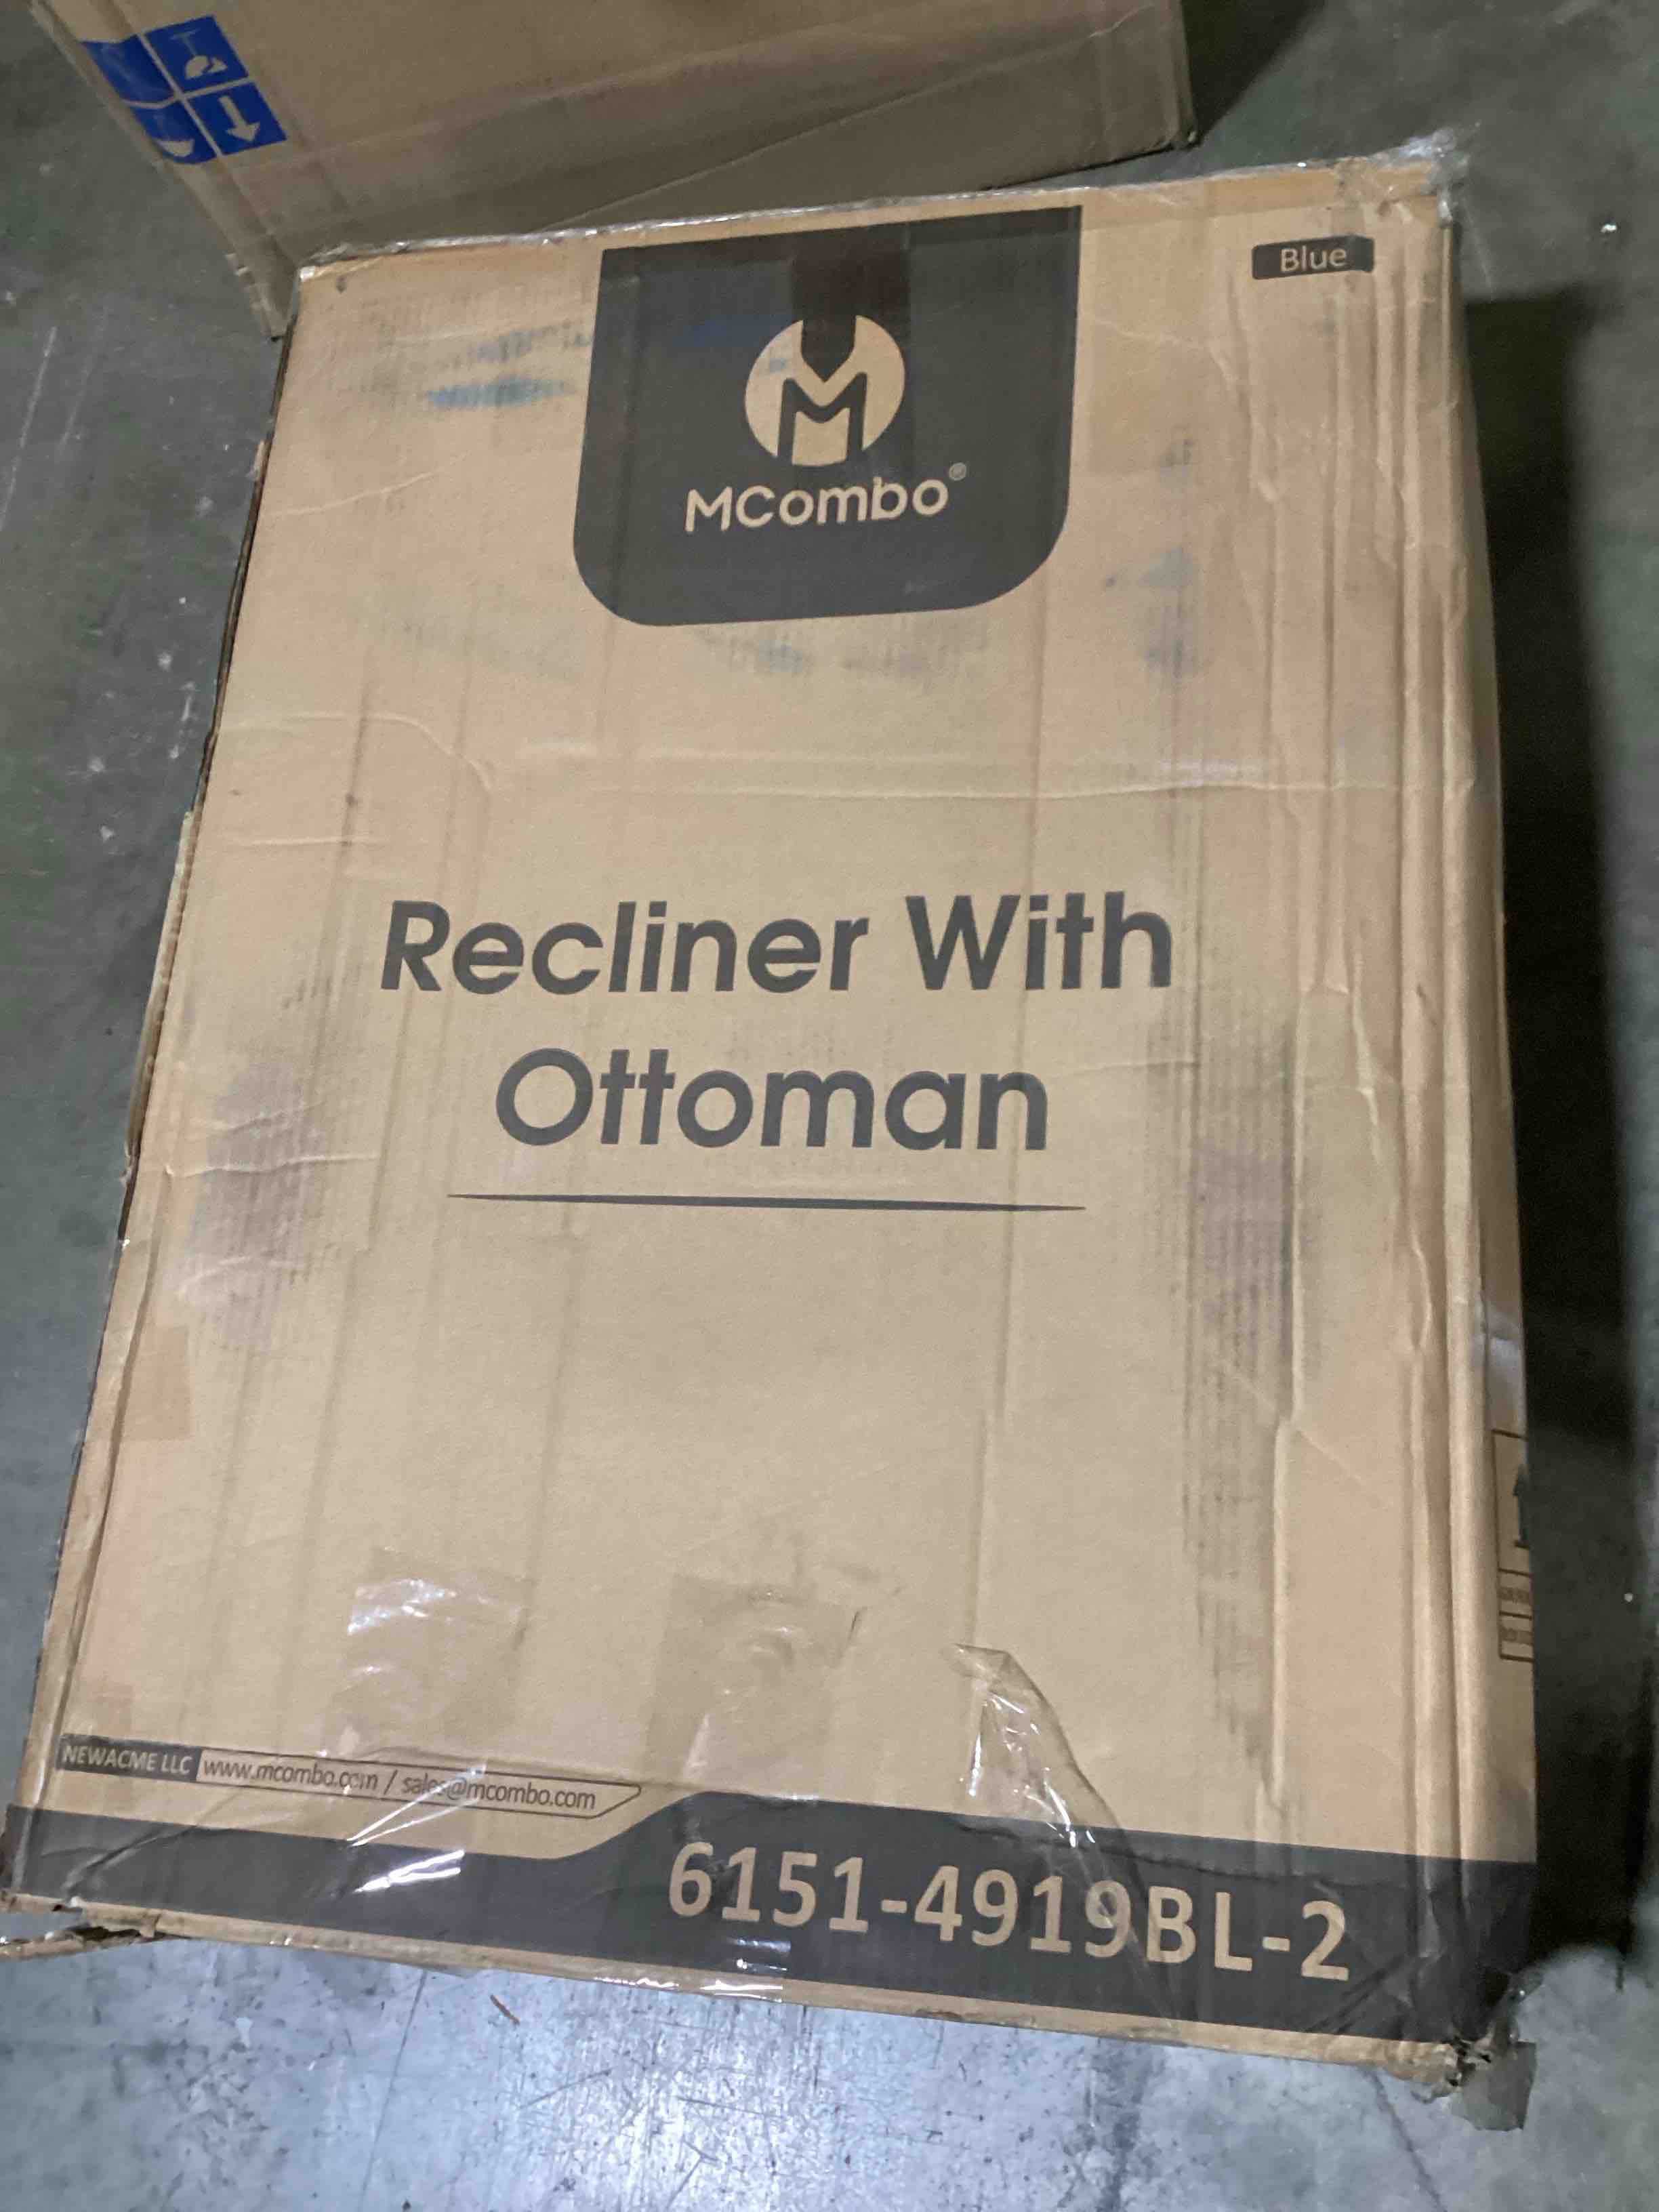 Blue
MCombo®
Recliner With
Ottoman
NEWACME LLC www.mcombo.com / sales@mcombo.com
6151-4919BL-2